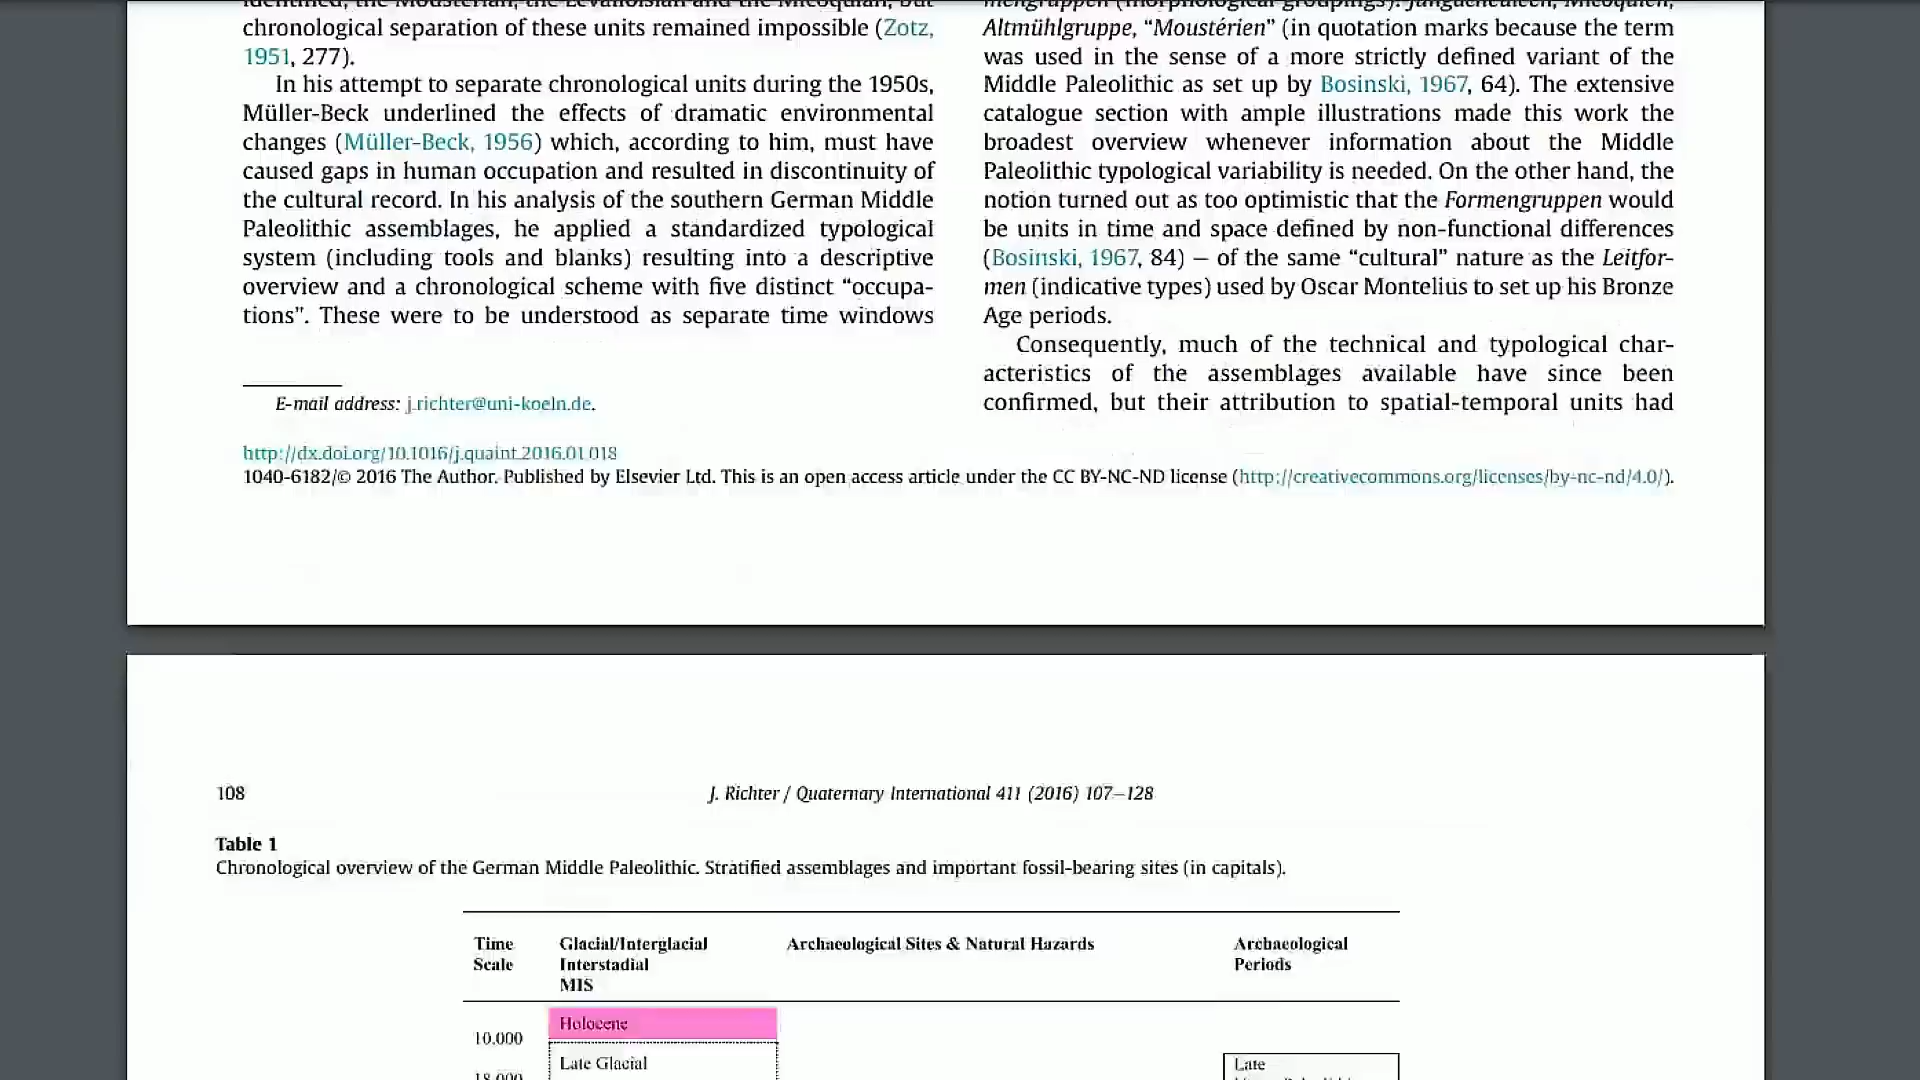 identified, the Mousterian, the Levalloisian and the Micoquian, but
chronological separation of these units remained impossible (Zotz,
1951, 277).
In his attempt to separate chronological units during the 1950s,
Müller-Beck underlined the effects of dramatic environmental
changes (Müller-Beck, 1956) which, according to him, must have
caused gaps in human occupation and resulted in discontinuity of
the cultural record. In his analysis of the southern German Middle
Paleolithic assemblages, he applied a standardized typological
system (including tools and blanks) resulting into a descriptive
overview and a chronological scheme with five distinct “occupa-
tions”. These were to be understood as separate time windows
E-mail address: j.richter@uni-koeln.de.
mengruppen (morphological groupings): Jungacheuléen, Micoquien,
Altmühlgruppe, “Moustérien” (in quotation marks because the term
was used in the sense of a more strictly defined variant of the
Middle Paleolithic as set up by Bosinski, 1967, 64). The extensive
catalogue section with ample illustrations made this work the
broadest overview whenever information about the Middle
Paleolithic typological variability is needed. On the other hand, the
notion turned out as too optimistic that the Formengruppen would
be units in time and space defined by non-functional differences
(Bosinski, 1967, 84) – of the same “cultural” nature as the Leitfor-
men (indicative types) used by Oscar Montelius to set up his Bronze
Age periods.
Consequently, much of the technical and typological char-
acteristics of the assemblages available have since been
confirmed, but their attribution to spatial-temporal units had
http://dx.doi.org/10.1016/j.quaint.2016.01.018
1040-6182/© 2016 The Author. Published by Elsevier Ltd. This is an open access article under the CC BY-NC-ND license (http://creativecommons.org/licenses/by-nc-nd/4.0/).
108
J. Richter / Quaternary International 411 (2016) 107–128
Table 1
Chronological overview of the German Middle Paleolithic. Stratified assemblages and important fossil-bearing sites (in capitals).
Time
Scale
Glacial/Interglacial
Interstadial
MIS
Archaeological Sites & Natural Hazards
Archaeological
Periods
Holocene
10.000
Late Glacial
Late
18.000